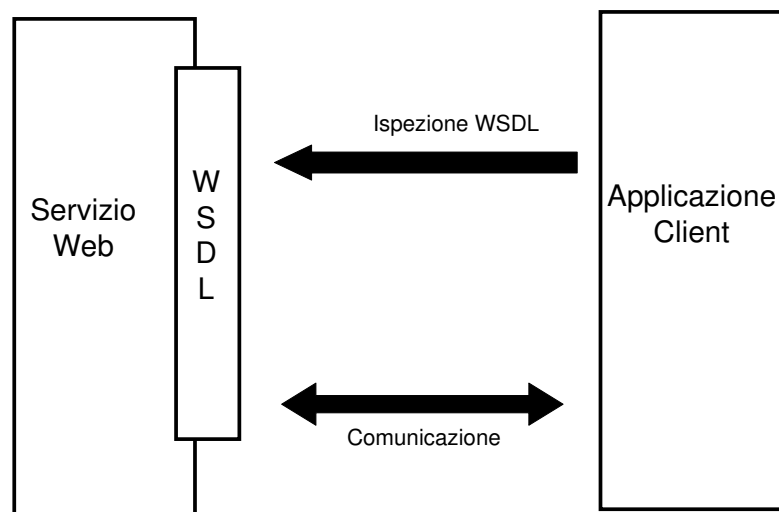 Servizio
Web
W
S
D
L
Ispezione WSDL
Comunicazione
Applicazione
Client